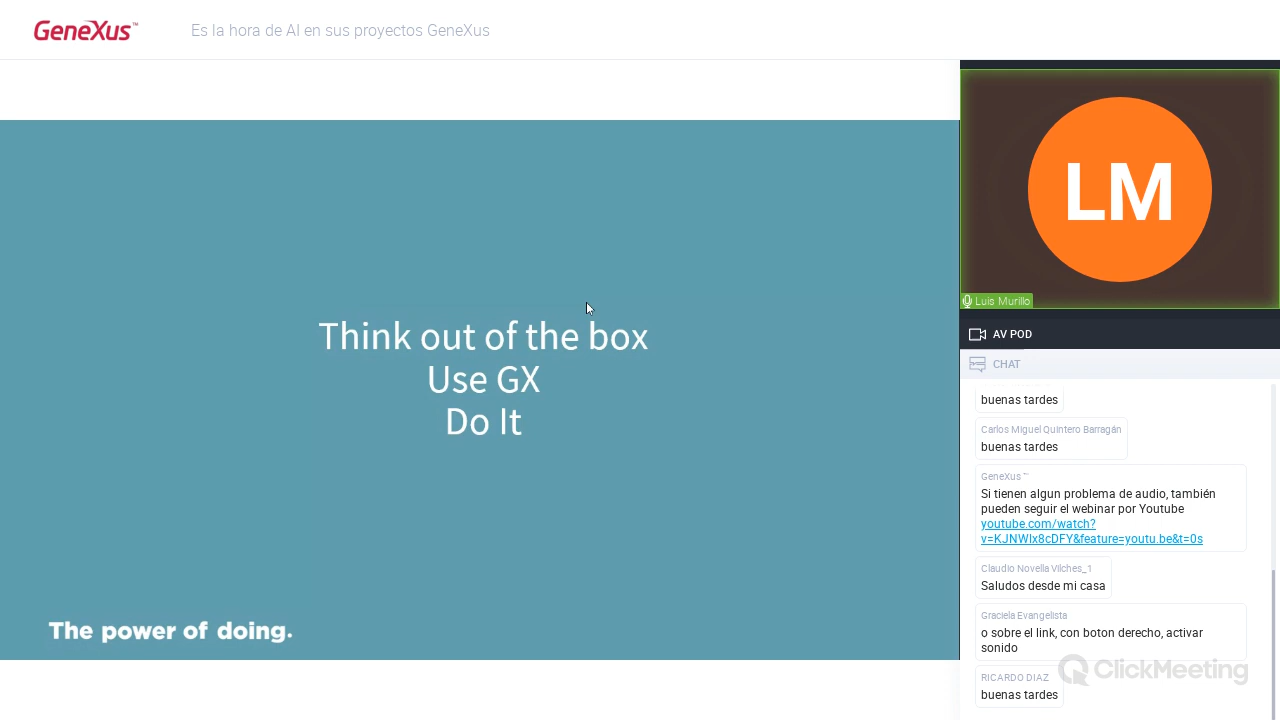 GeneXus™
Es la hora de AI en sus proyectos GeneXus
Think out of the box
Use GX
Do It
The power of doing.
LM
Luis Murillo
AV POD
CHAT
buenas tardes
Carlos Miguel Quintero Barragán
buenas tardes
GeneXus ™
Si tienen algun problema de audio, también
pueden seguir el webinar por Youtube
youtube.com/watch?
v=KJNWIx8cDFY&feature=youtu.be&t=0s
Claudio Novella Vilches_1
Saludos desde mi casa
Graciela Evangelista
o sobre el link, con boton derecho, activar
sonido
RICARDO DIAZ
buenas tardes
ClickMeeting